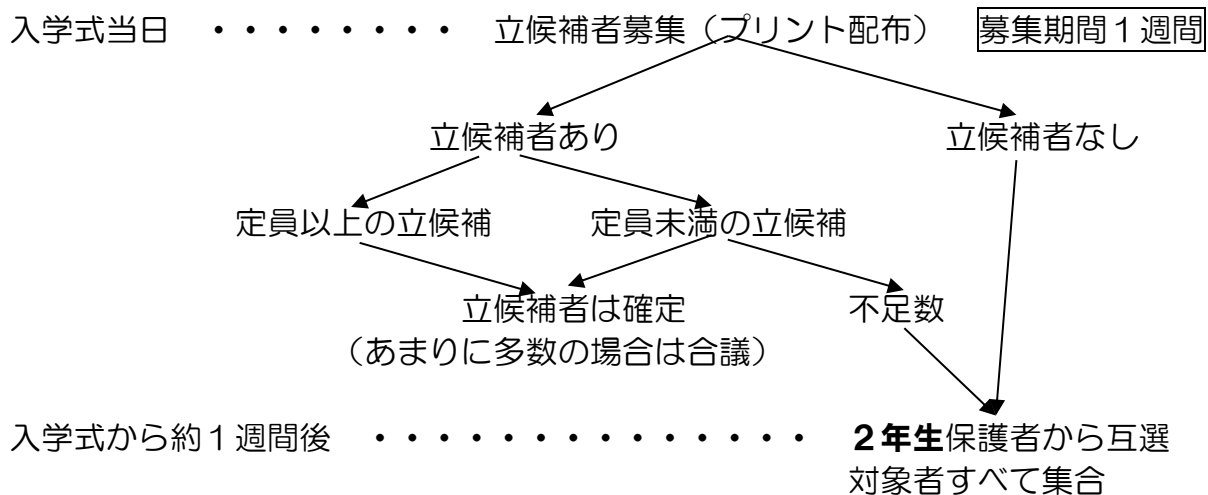 入学式当日 ・・・・・・・・ 立候補者募集（プリント配布） 募集期間１週間
立候補者あり 立候補者なし
定員以上の立候補 定員未満の立候補
立候補者は確定 不足数
（あまりに多数の場合は合議）
入学式から約１週間後 ・・・・・・・・・・・・・・ ２年生保護者から互選
対象者すべて集合